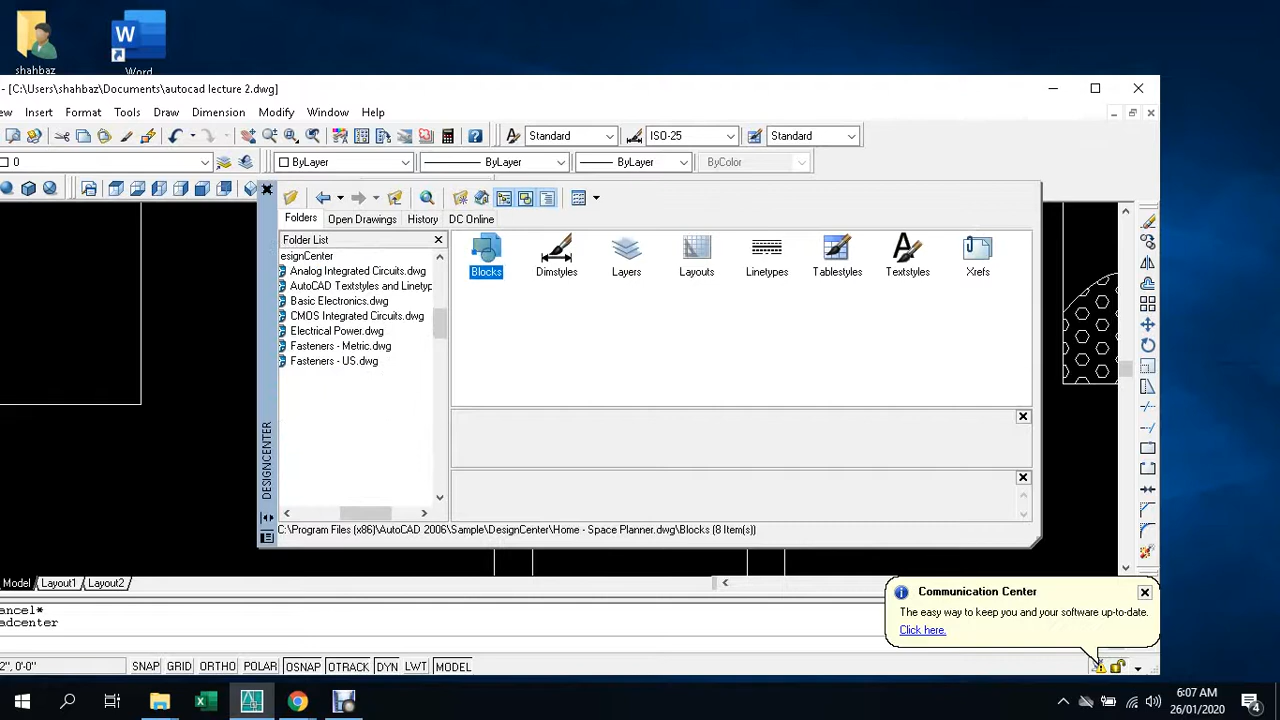 shahbaz
Word
- [C:\Users\shahbaz\Documents\autocad lecture 2.dwg]
ew Insert Format Tools Draw Dimension Modify Window Help
Standard ISO-25 Standard
0 ByLayer ByLayer ByLayer ByColor
Folders Open Drawings History DC Online
Folder List
esignCenter
Analog Integrated Circuits.dwg
AutoCAD Textstyles and Linetyp
Basic Electronics.dwg
CMOS Integrated Circuits.dwg
Electrical Power.dwg
Fasteners - Metric.dwg
Fasteners - US.dwg
Blocks Dimstyles Layers Layouts Linetypes Tablestyles Textstyles Xrefs
DESIGNCENTER
C:\Program Files (x86)\AutoCAD 2006\Sample\DesignCenter\Home - Space Planner.dwg\Blocks (8 Item(s))
Model Layout1 Layout2
ancel*
adcenter
Communication Center
The easy way to keep you and your software up-to-date.
Click here.
2", 0'-0" SNAP GRID ORTHO POLAR OSNAP OTRACK DYN LWT MODEL
6:07 AM
26/01/2020
4